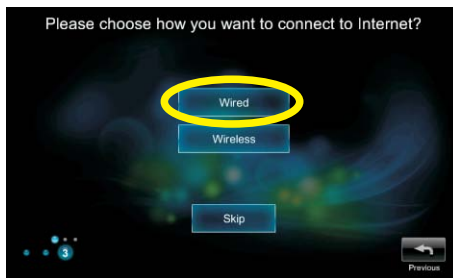 Please choose how you want to connect to Internet?
Wired
Wireless
Skip
3
Previous